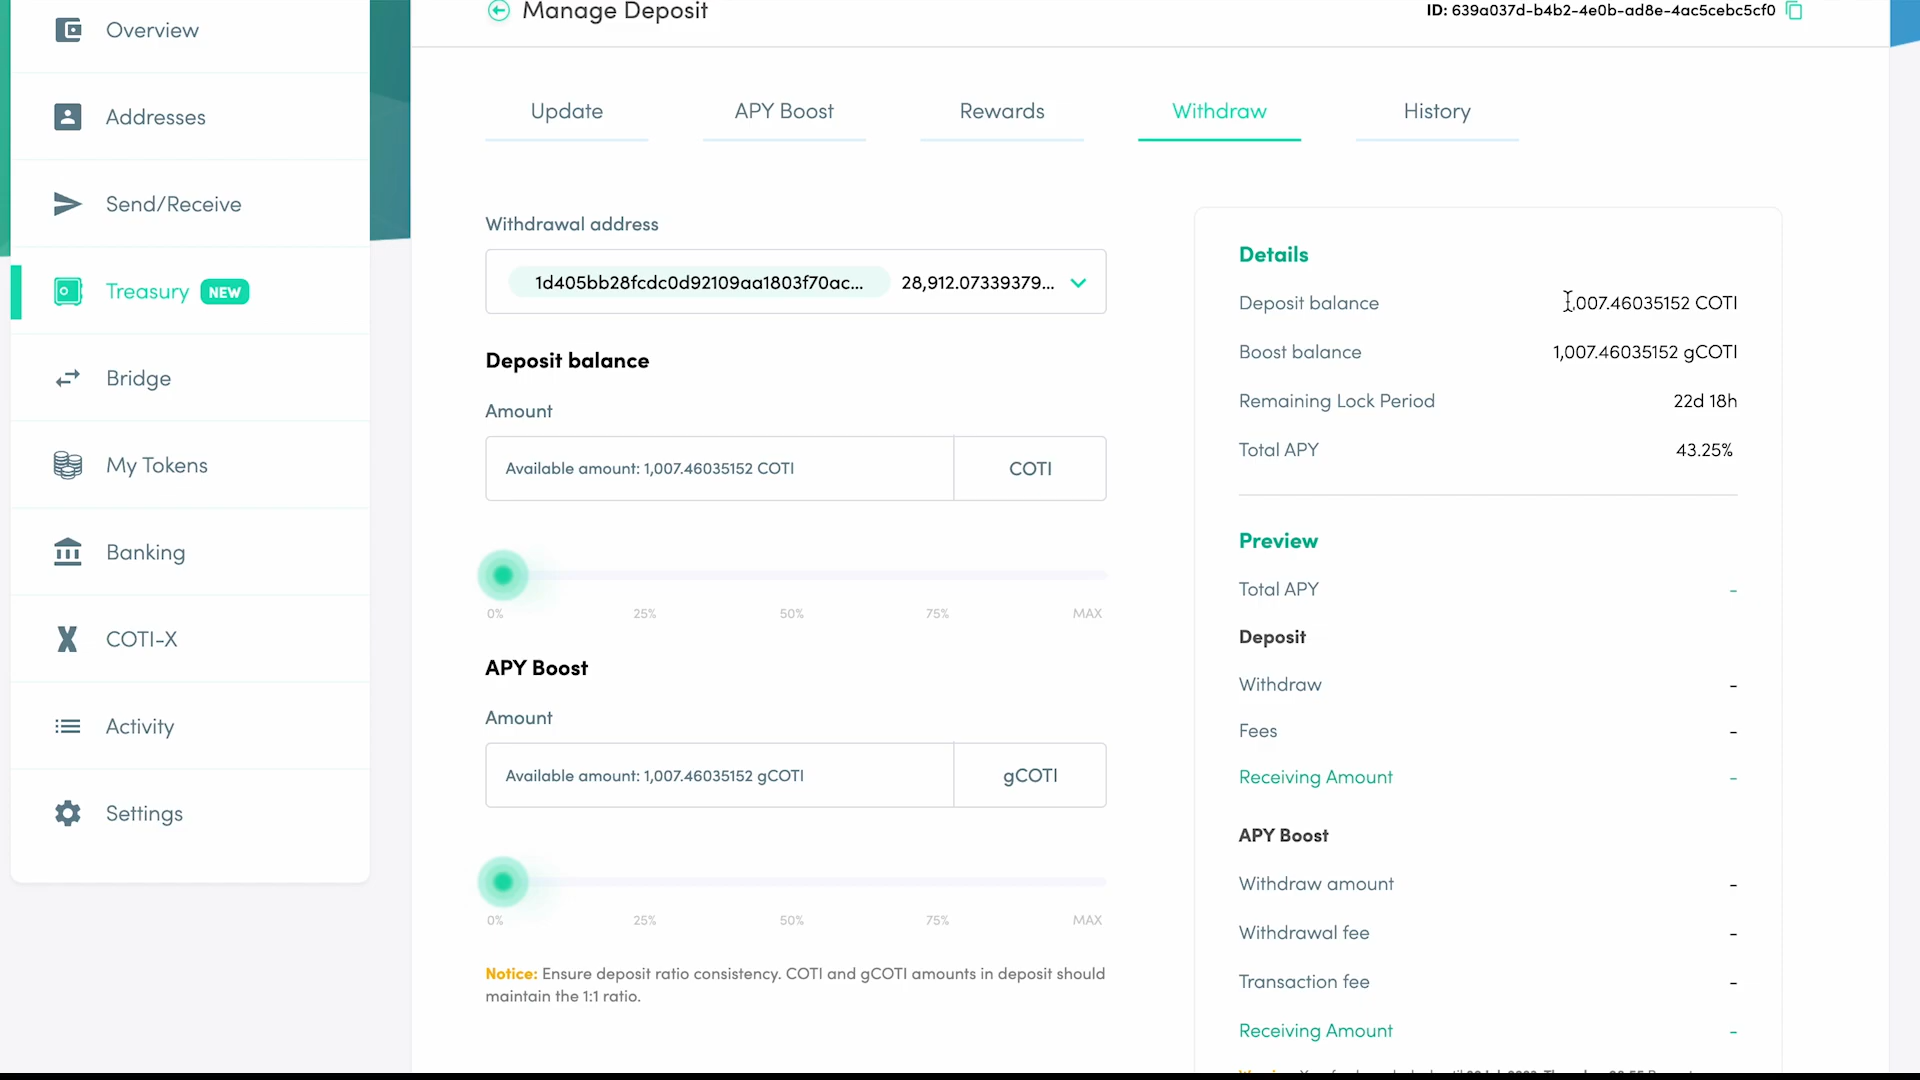 Overview
Addresses
Send/Receive
Treasury NEW
Bridge
My Tokens
Banking
COTI-X
Activity
Settings
Manage Deposit
ID: 639a037d-b4b2-4e0b-ad8e-4ac5cebc5cf0
Update APY Boost Rewards Withdraw History
Withdrawal address
1d405bb28fcdc0d92109aa1803f70ac... 28,912.07339379...
Deposit balance
Amount
Available amount: 1,007.46035152 COTI COTI
0% 25% 50% 75% MAX
APY Boost
Amount
Available amount: 1,007.46035152 gCOTI gCOTI
0% 25% 50% 75% MAX
Notice: Ensure deposit ratio consistency. COTI and gCOTI amounts in deposit should
maintain the 1:1 ratio.
Details
Deposit balance 1,007.46035152 COTI
Boost balance 1,007.46035152 gCOTI
Remaining Lock Period 22d 18h
Total APY 43.25%
Preview
Total APY -
Deposit
Withdraw -
Fees -
Receiving Amount -
APY Boost
Withdraw amount -
Withdrawal fee -
Transaction fee -
Receiving Amount -